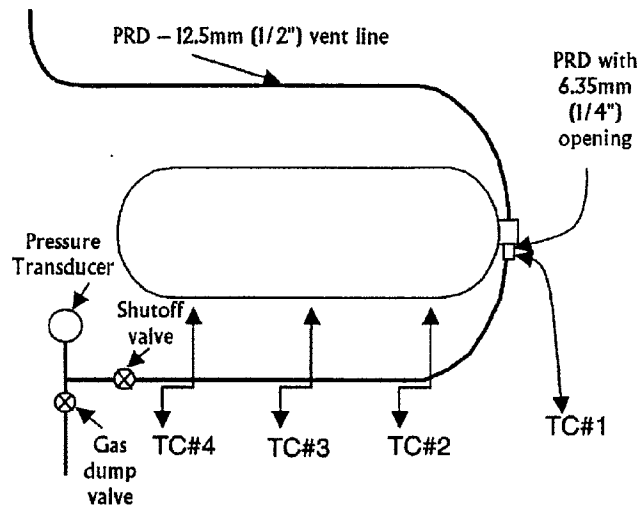 PRD – 12.5mm (1/2") vent line
PRD with
6.35mm
(1/4")
opening
Pressure
Transducer
Shutoff
valve
TC#4
TC#3
TC#2
TC#1
Gas
dump
valve